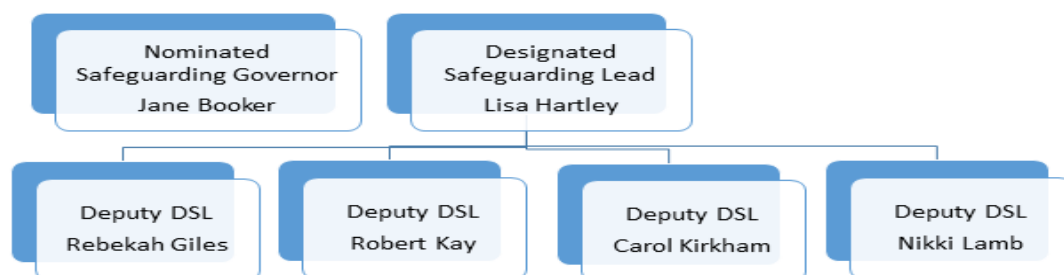 Nominated
Safeguarding Governor
Jane Booker
Designated
Safeguarding Lead
Lisa Hartley
Deputy DSL
Rebekah Giles
Deputy DSL
Robert Kay
Deputy DSL
Carol Kirkham
Deputy DSL
Nikki Lamb